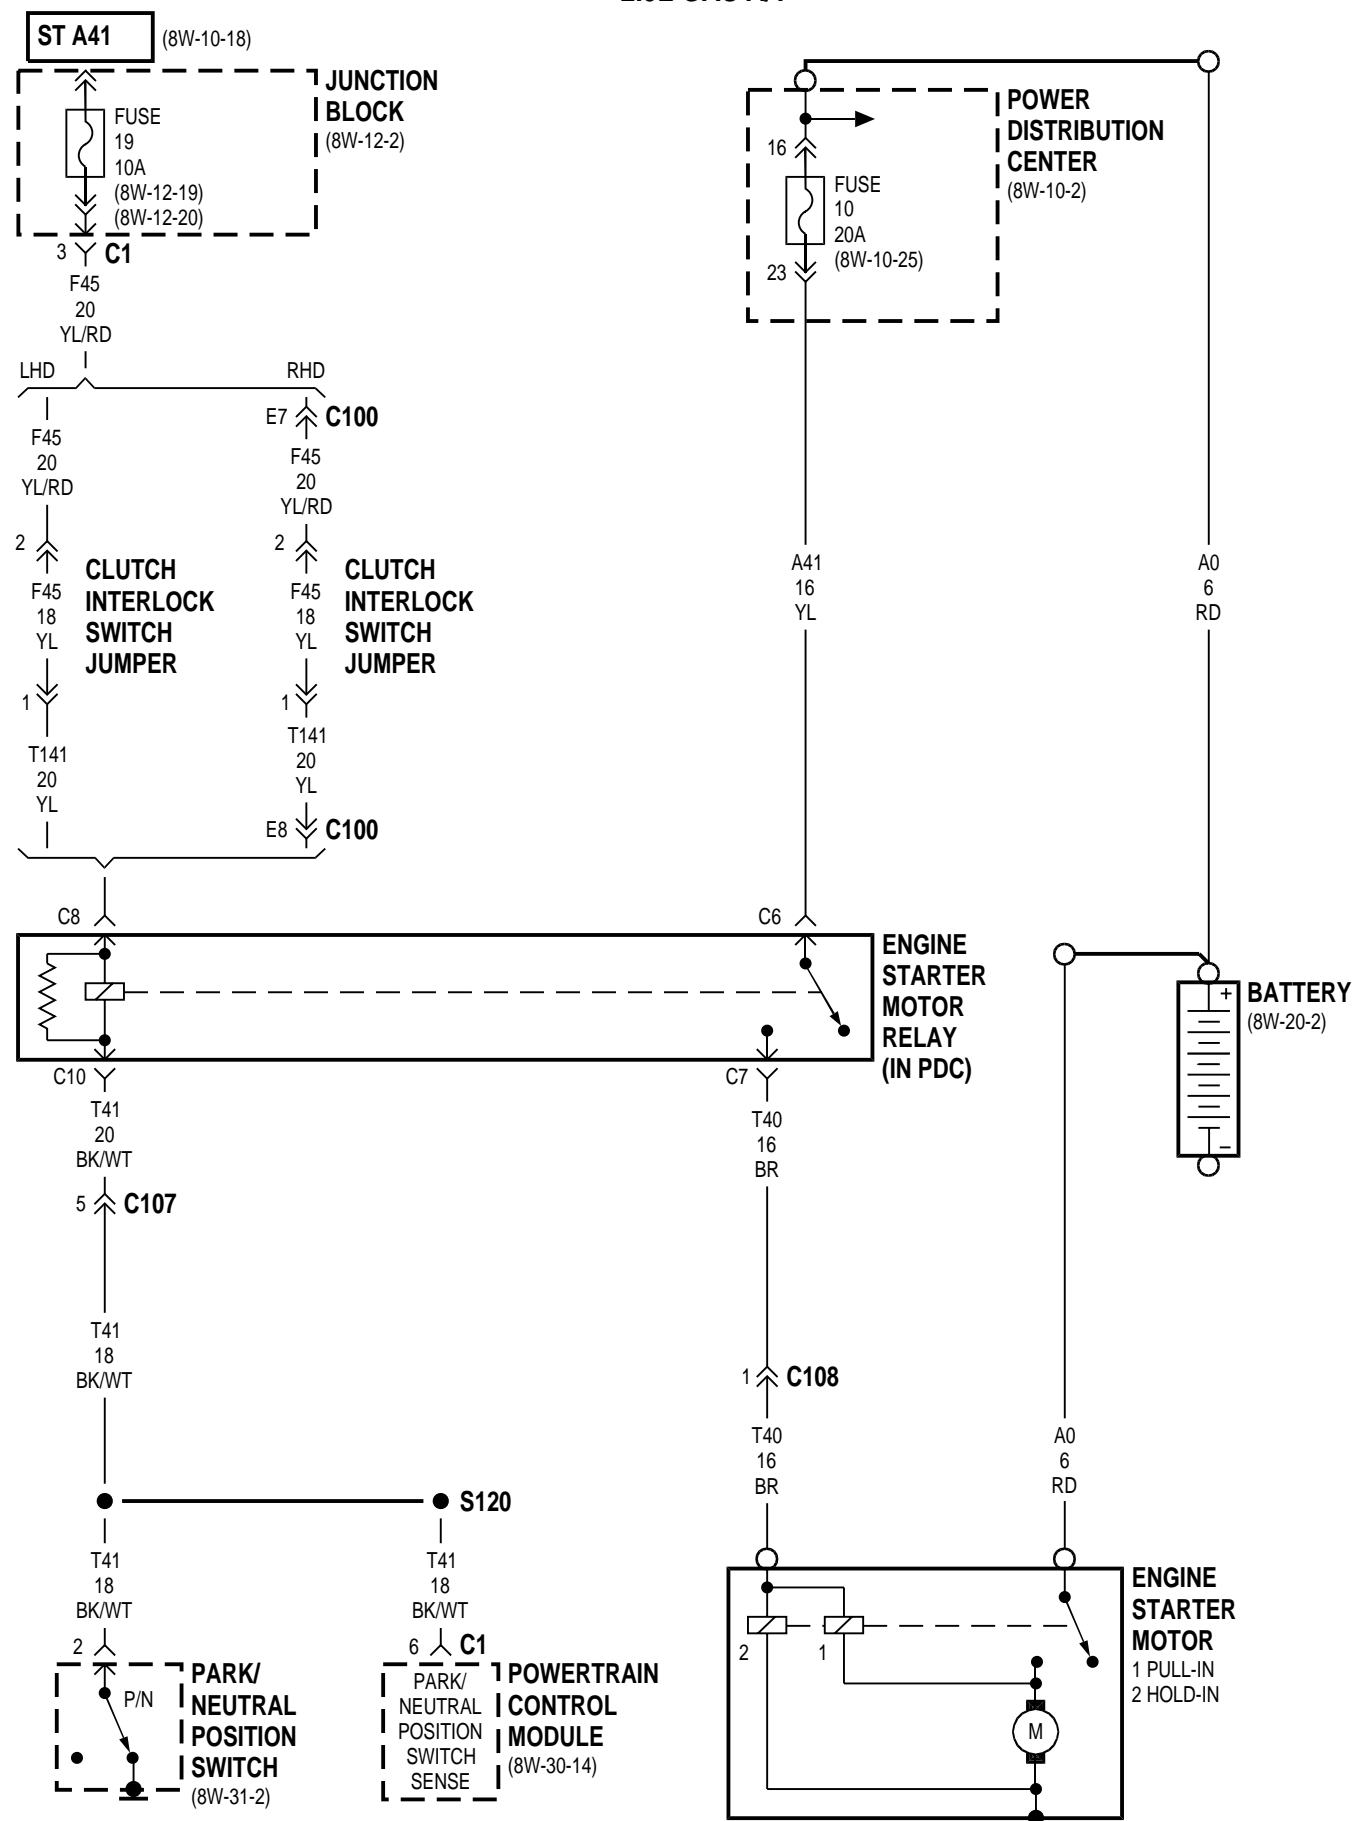 ST A41
(8W-10-18)
JUNCTION
BLOCK
(8W-12-2)
FUSE
19
10A
(8W-12-19)
(8W-12-20)
3
C1
F45
20
YL/RD
LHD
RHD
F45
20
YL/RD
2
F45
18
YL
1
T141
20
YL
CLUTCH
INTERLOCK
SWITCH
JUMPER
E7
C100
F45
20
YL/RD
2
F45
18
YL
1
T141
20
YL
E8
C100
CLUTCH
INTERLOCK
SWITCH
JUMPER
POWER
DISTRIBUTION
CENTER
(8W-10-2)
16
FUSE
10
20A
(8W-10-25)
23
A41
16
YL
A0
6
RD
C8
C6
ENGINE
STARTER
MOTOR
RELAY
(IN PDC)
+
BATTERY
(8W-20-2)
–
C10
T41
20
BK/WT
5
C107
T41
18
BK/WT
C7
T40
16
BR
1
C108
T40
16
BR
A0
6
RD
S120
T41
18
BK/WT
2
T41
18
BK/WT
6
C1
P/N
PARK/
NEUTRAL
POSITION
SWITCH
(8W-31-2)
PARK/
NEUTRAL
POSITION
SWITCH
SENSE
POWERTRAIN
CONTROL
MODULE
(8W-30-14)
2
1
M
ENGINE
STARTER
MOTOR
1 PULL-IN
2 HOLD-IN